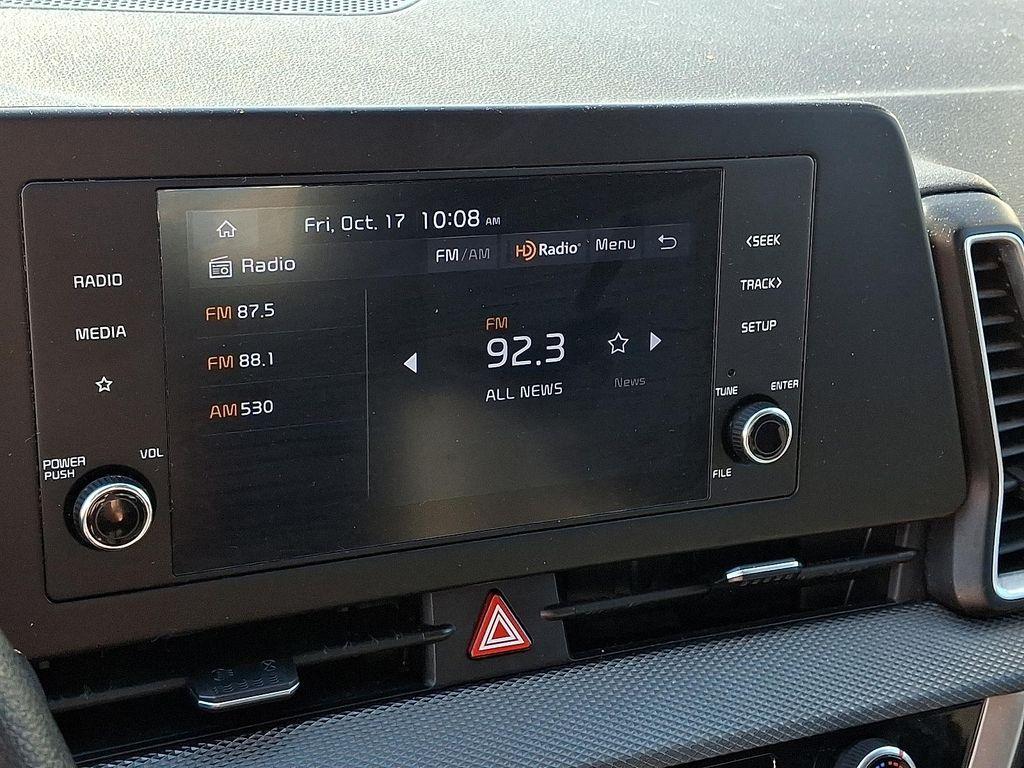 Fri, Oct. 17 10:08 AM
Radio FM/AM HD Radio Menu
RADIO
MEDIA
POWER
PUSH
VOL
FM 87.5
FM 88.1
AM 530
FM
92.3
ALL NEWS
News
<SEEK
TRACK>
SETUP
TUNE
ENTER
FILE